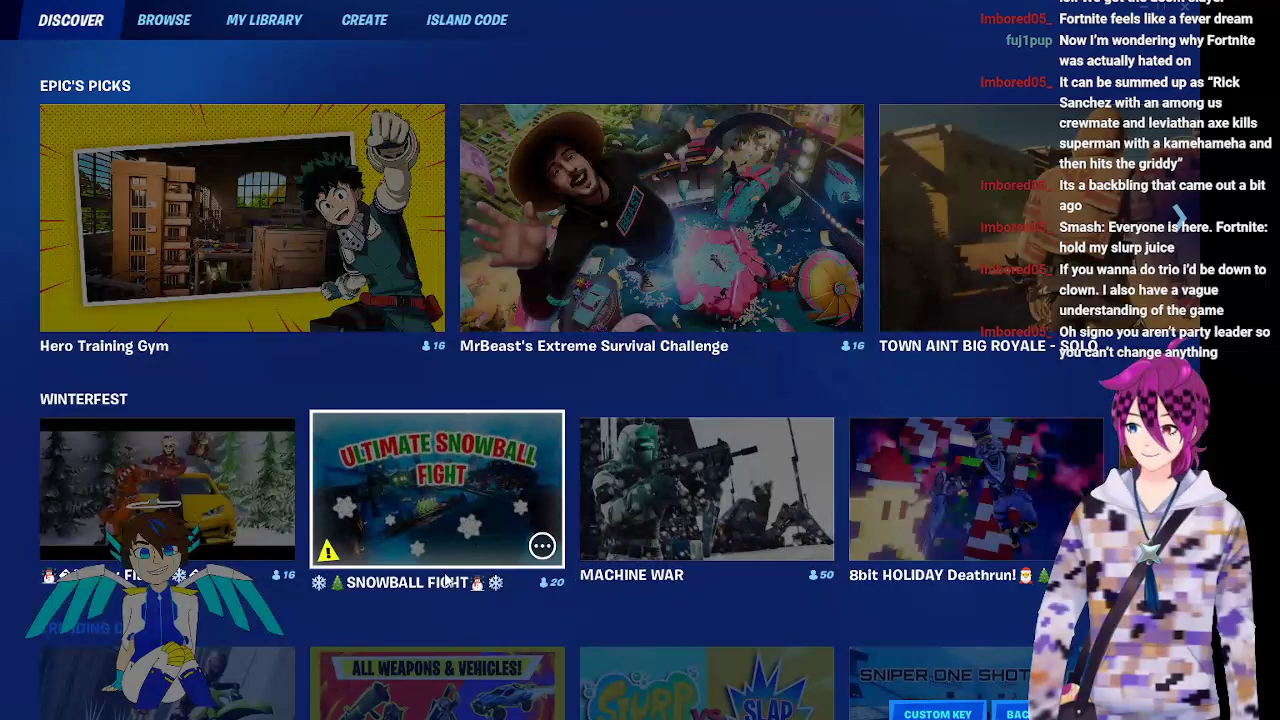 DISCOVER BROWSE MY LIBRARY CREATE ISLAND CODE
EPIC'S PICKS
BEAST
Hero Training Gym 16
MrBeast's Extreme Survival Challenge 16
TOWN AINT BIG ROYALE - SOLO
WINTERFEST
ULTIMATE SNOWBALL
FIGHT
16
❄️🎄SNOWBALL FIGHT⛄❄️ 20
MACHINE WAR 50
8bit HOLIDAY Deathrun!🎅🎄
ALL WEAPONS & VEHICLES!
SLURP
VS
SLAP
SNIPER ONE SHOT
CUSTOM KEY
BAC
Imbored05_ Fortnite feels like a fever dream
fuj1pup Now I'm wondering why Fortnite
was actually hated on
Imbored05_ It can be summed up as “Rick
Sanchez with an among us
crewmate and leviathan axe kills
superman with a kamehameha and
then hits the griddy”
Imbored05_ Its a backbling that came out a bit
ago
Imbored05_ Smash: Everyone is here. Fortnite:
hold my slurp juice
Imbored05_ If you wanna do trio I'd be down to
clown. I also have a vague
understanding of the game
Imbored05_ Oh signo you aren't party leader so
you can't change anything